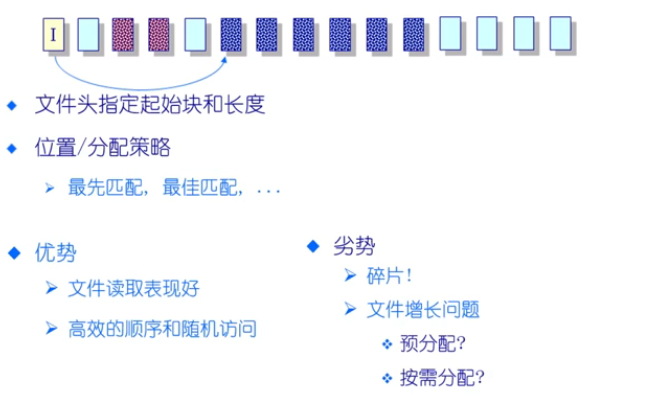 I
文件头指定起始块和长度
位置/分配策略
最先匹配, 最佳匹配, ...
优势
文件读取表现好
高效的顺序和随机访问
劣势
碎片!
文件增长问题
预分配?
按需分配?